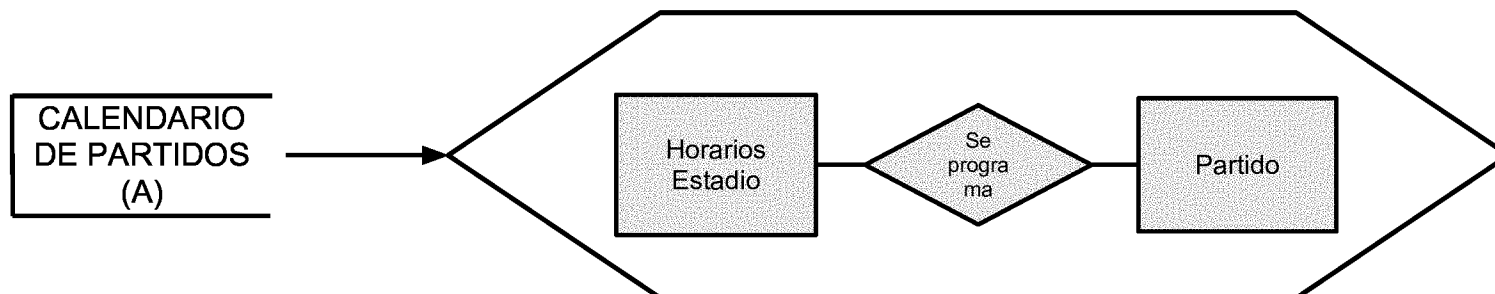 CALENDARIO
DE PARTIDOS
(A)
Horarios
Estadio
Se
progra
ma
Partido